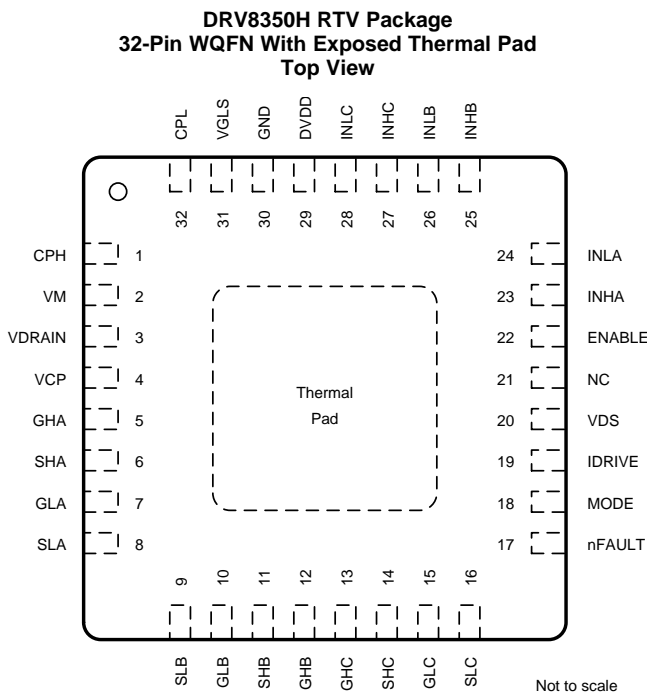 DRV8350H RTV Package
32-Pin WQFN With Exposed Thermal Pad
Top View
CPL
VGLS
GND
DVDD
INLC
INHC
INLB
INHB
32
31
30
29
28
27
26
25
CPH 1
VM 2
VDRAIN 3
VCP 4
GHA 5
SHA 6
GLA 7
SLA 8
Thermal
Pad
24 INLA
23 INHA
22 ENABLE
21 NC
20 VDS
19 IDRIVE
18 MODE
17 nFAULT
9
10
11
12
13
14
15
16
SLB
GLB
SHB
GHB
GHC
SHC
GLC
SLC
Not to scale